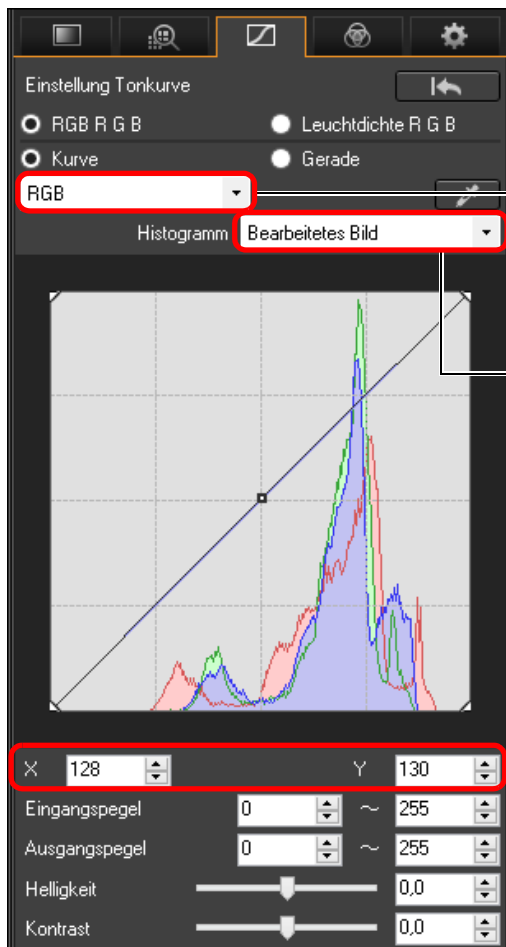 Einstellung Tonkurve
RGB R G B Leuchtdichte R G B
Kurve Gerade
RGB
Histogramm Bearbeitetes Bild
X 128 Y 130
Eingangspegel 0 ~ 255
Ausgangspegel 0 ~ 255
Helligkeit 0,0
Kontrast 0,0